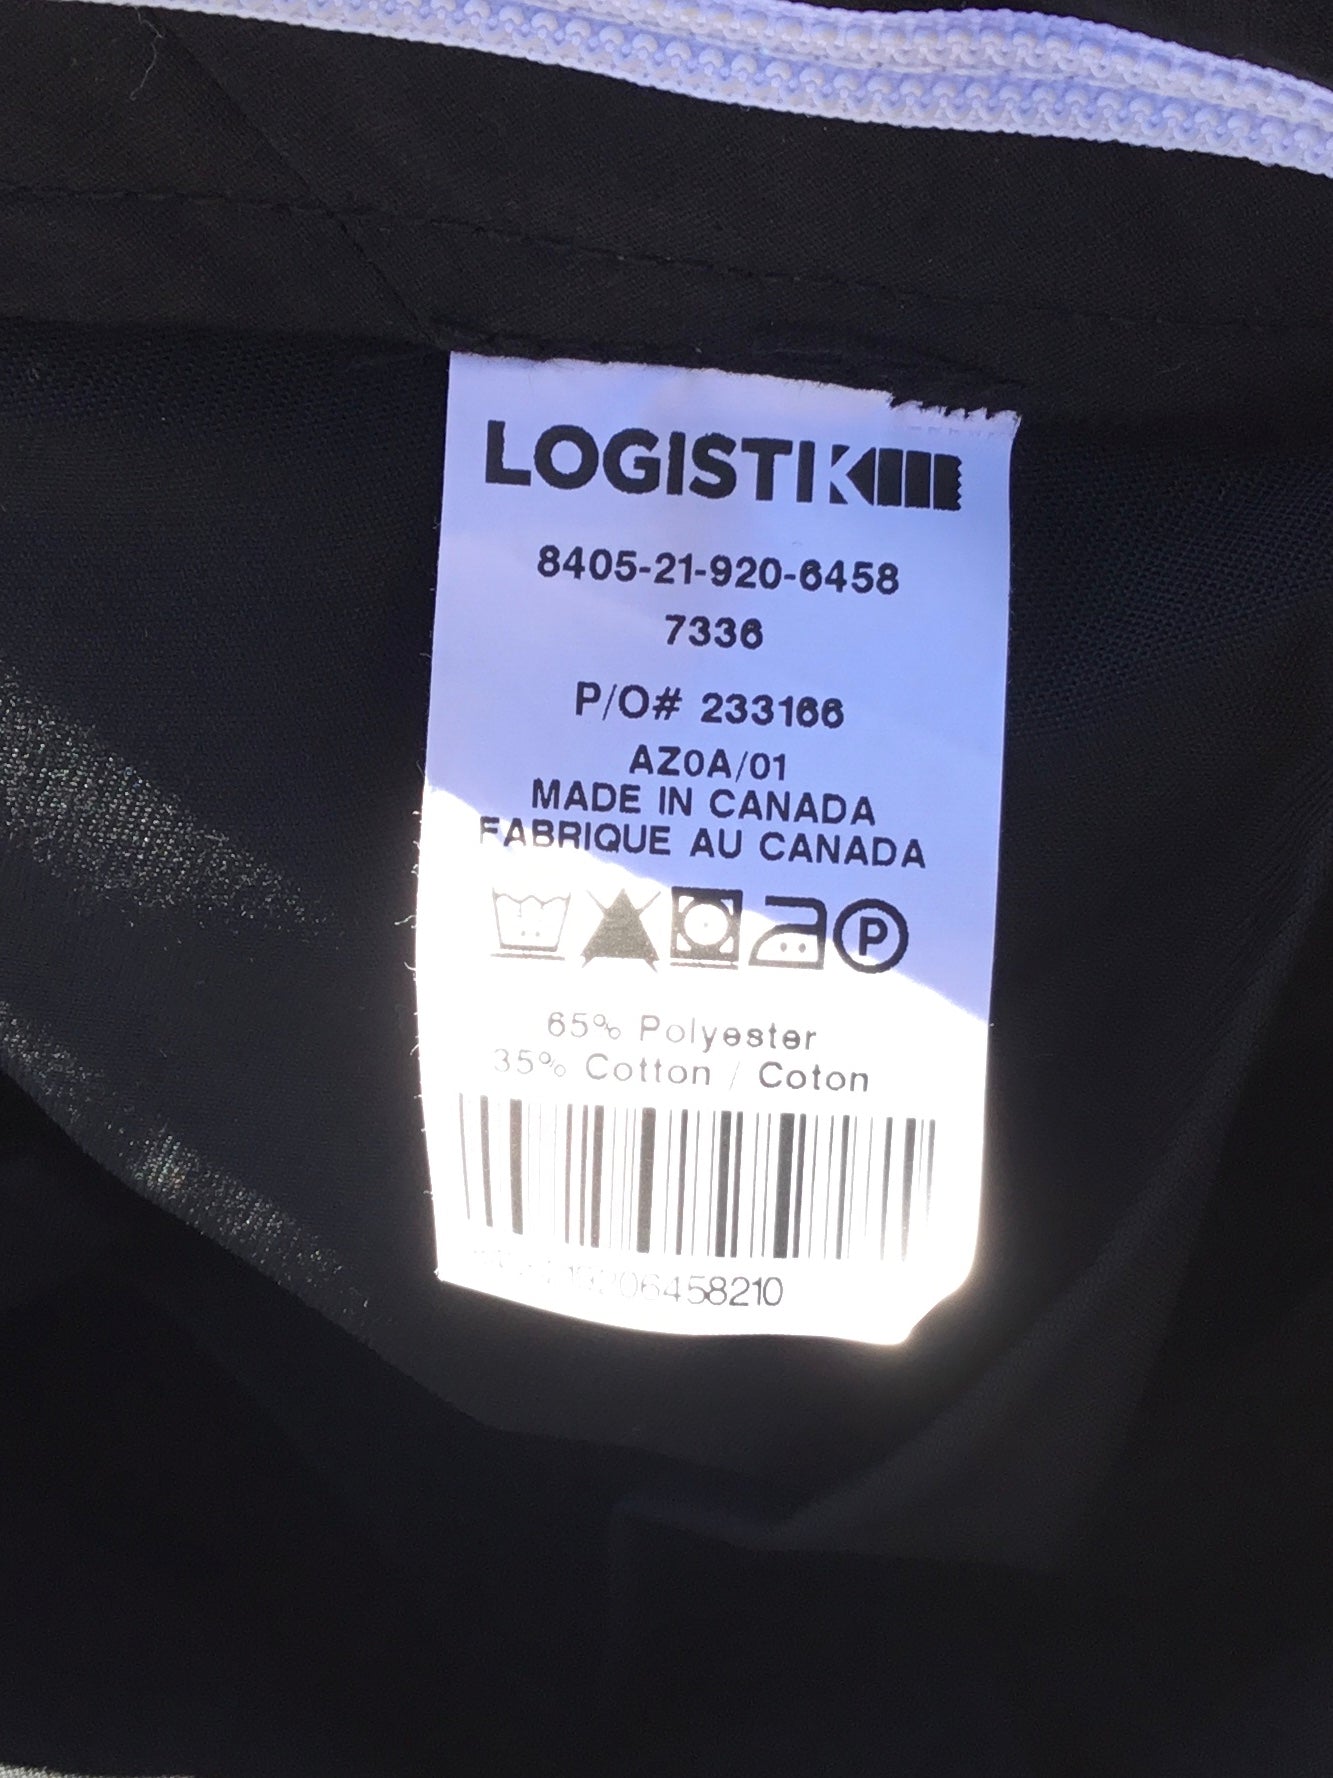 LOGISTIK
8405-21-920-6458
7336
P/O# 233166
AZ0A/01
MADE IN CANADA
FABRIQUE AU CANADA
P
65% Polyester
35% Cotton / Coton